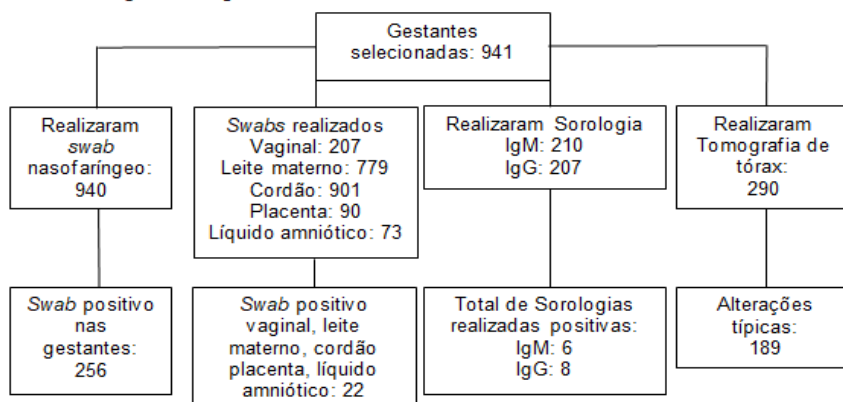 Gestantes
selecionadas: 941
Realizaram
swab
nasofaríngeo:
940
Swabs realizados
Vaginal: 207
Leite materno: 779
Cordão: 901
Placenta: 90
Líquido amniótico: 73
Realizaram Sorologia
IgM: 210
IgG: 207
Realizaram
Tomografia de
tórax:
290
Swab positivo
nas
gestantes:
256
Swab positivo
vaginal, leite
materno, cordão
placenta, líquido
amniótico: 22
Total de Sorologias
realizadas positivas:
IgM: 6
IgG: 8
Alterações
típicas:
189